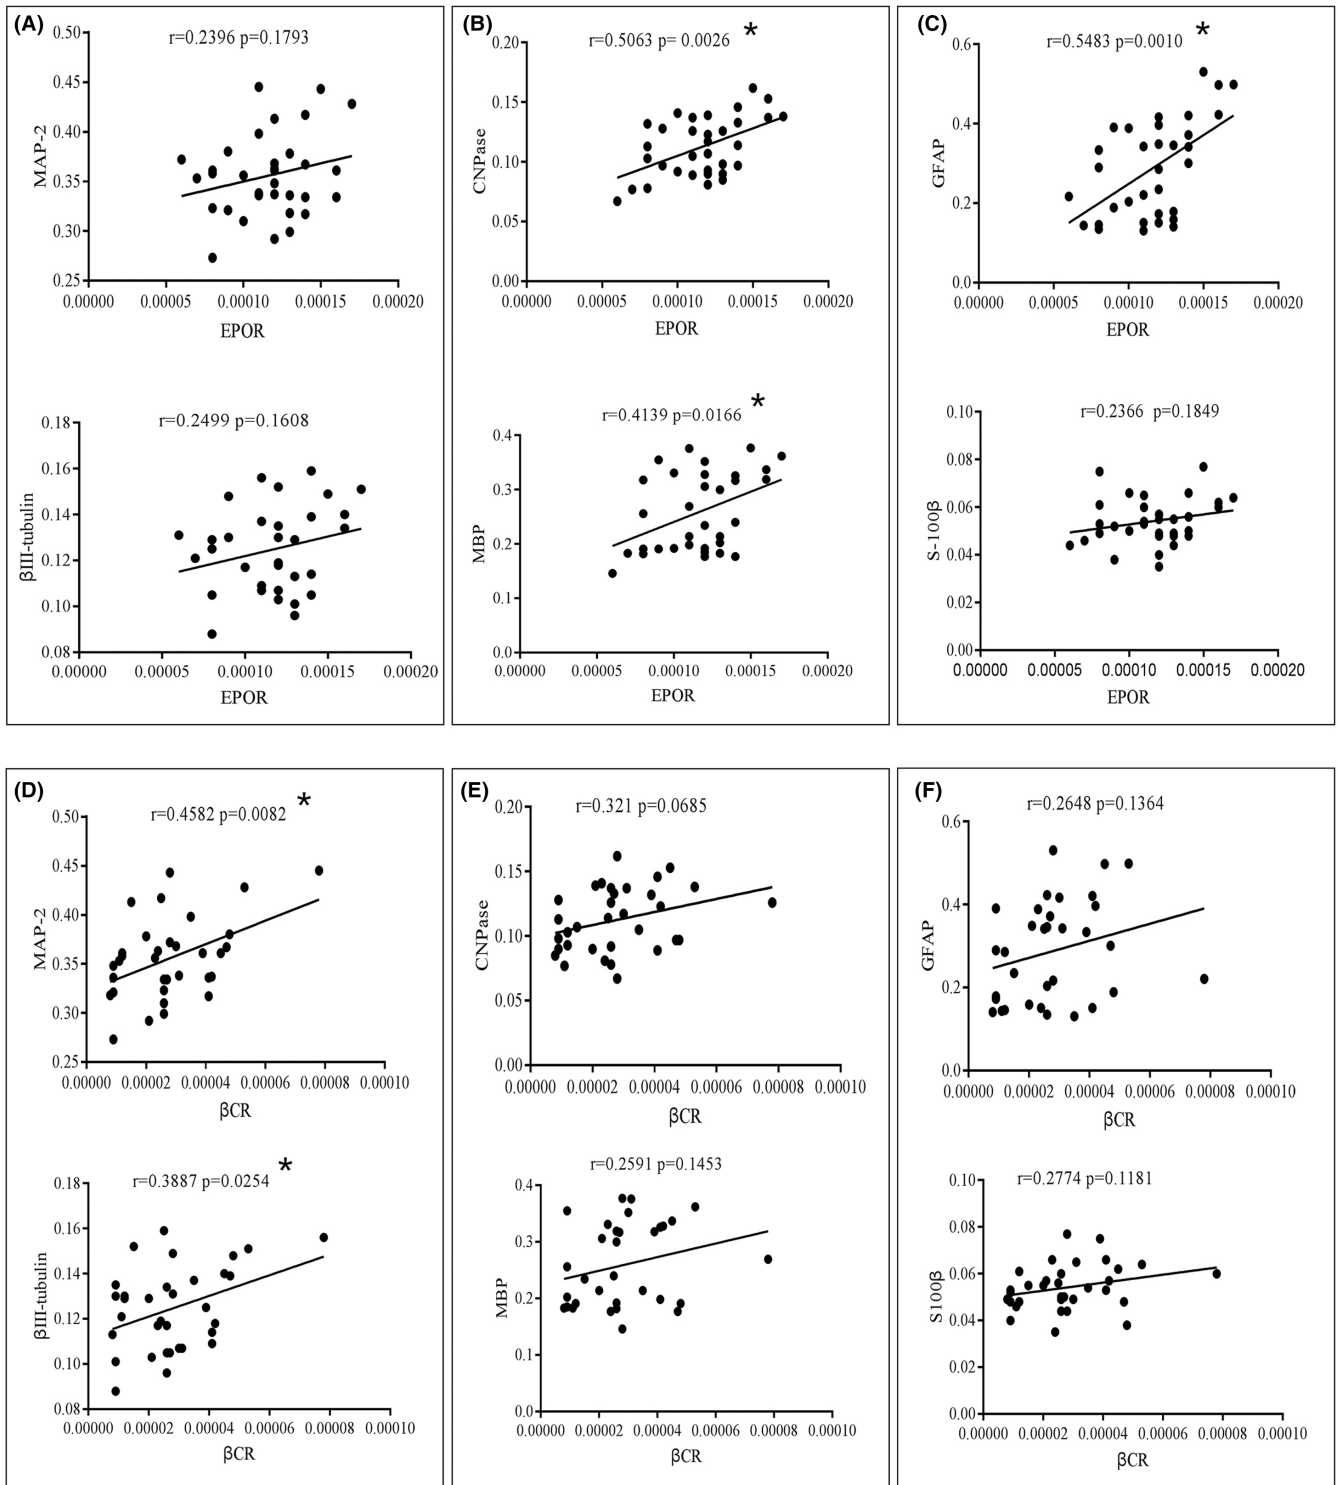 (A)
r=0.2396 p=0.1793
0.50
0.45
0.40
0.35
0.30
0.25
MAP-2
0.00000 0.00005 0.00010 0.00015 0.00020
EPOR
r=0.2499 p=0.1608
0.18
0.16
0.14
0.12
0.10
0.08
βIII-tubulin
0.00000 0.00005 0.00010 0.00015 0.00020
EPOR
(B)
r=0.5063 p= 0.0026 *
0.20
0.15
0.10
0.05
0.00
CNPase
0.00000 0.00005 0.00010 0.00015 0.00020
EPOR
r=0.4139 p=0.0166 *
0.4
0.3
0.2
0.1
0.0
MBP
0.00000 0.00005 0.00010 0.00015 0.00020
EPOR
(C)
r=0.5483 p=0.0010 *
0.6
0.4
0.2
0.0
GFAP
0.00000 0.00005 0.00010 0.00015 0.00020
EPOR
r=0.2366 p=0.1849
0.10
0.08
0.06
0.04
0.02
0.00
S-100β
0.00000 0.00005 0.00010 0.00015 0.00020
EPOR
(D)
r=0.4582 p=0.0082 *
0.50
0.45
0.40
0.35
0.30
0.25
MAP-2
0.00000 0.00002 0.00004 0.00006 0.00008 0.00010
βCR
r=0.3887 p=0.0254 *
0.18
0.16
0.14
0.12
0.10
0.08
βIII-tubulin
0.00000 0.00002 0.00004 0.00006 0.00008 0.00010
βCR
(E)
r=0.321 p=0.0685
0.20
0.15
0.10
0.05
0.00
CNPase
0.00000 0.00002 0.00004 0.00006 0.00008 0.00010
βCR
r=0.2591 p=0.1453
0.4
0.3
0.2
0.1
0.0
MBP
0.00000 0.00002 0.00004 0.00006 0.00008 0.00010
βCR
(F)
r=0.2648 p=0.1364
0.6
0.4
0.2
0.0
GFAP
0.00000 0.00002 0.00004 0.00006 0.00008 0.00010
βCR
r=0.2774 p=0.1181
0.10
0.08
0.06
0.04
0.02
0.00
S100β
0.00000 0.00002 0.00004 0.00006 0.00008 0.00010
βCR